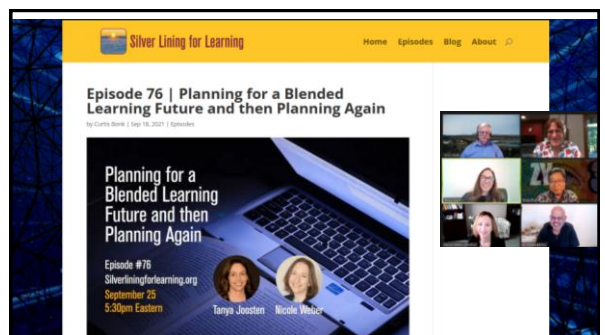 Silver Lining for Learning
Home Episodes Blog About
Episode 76 | Planning for a Blended
Learning Future and then Planning Again
by Curtis Bonk | Sep 18, 2021 | Episodes
Planning for a
Blended Learning
Future and then
Planning Again
Episode #76
Silverliningforlearning.org
September 25
5:30pm Eastern
Tanya Joosten
Nicole Weber